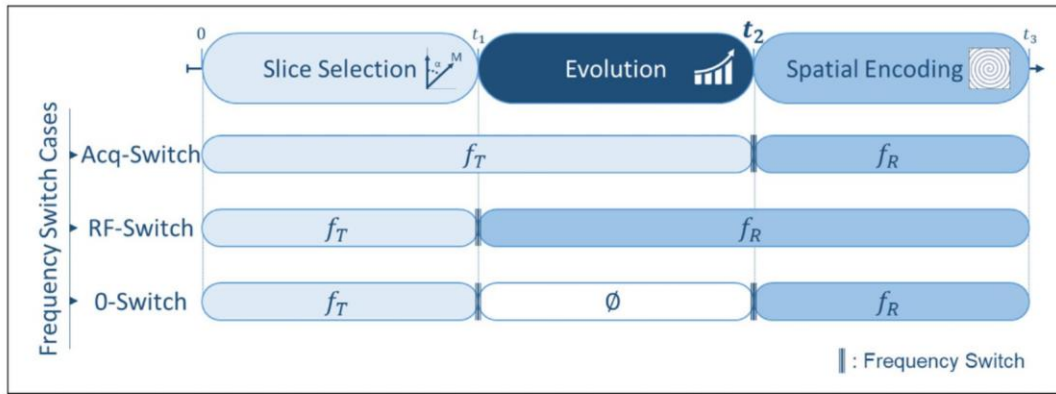 0 t₁ t₂ t₃
Slice Selection α M Evolution Spatial Encoding
Frequency Switch Cases
Acq-Switch f_T f_R
RF-Switch f_T f_R
0-Switch f_T ∅ f_R
: Frequency Switch